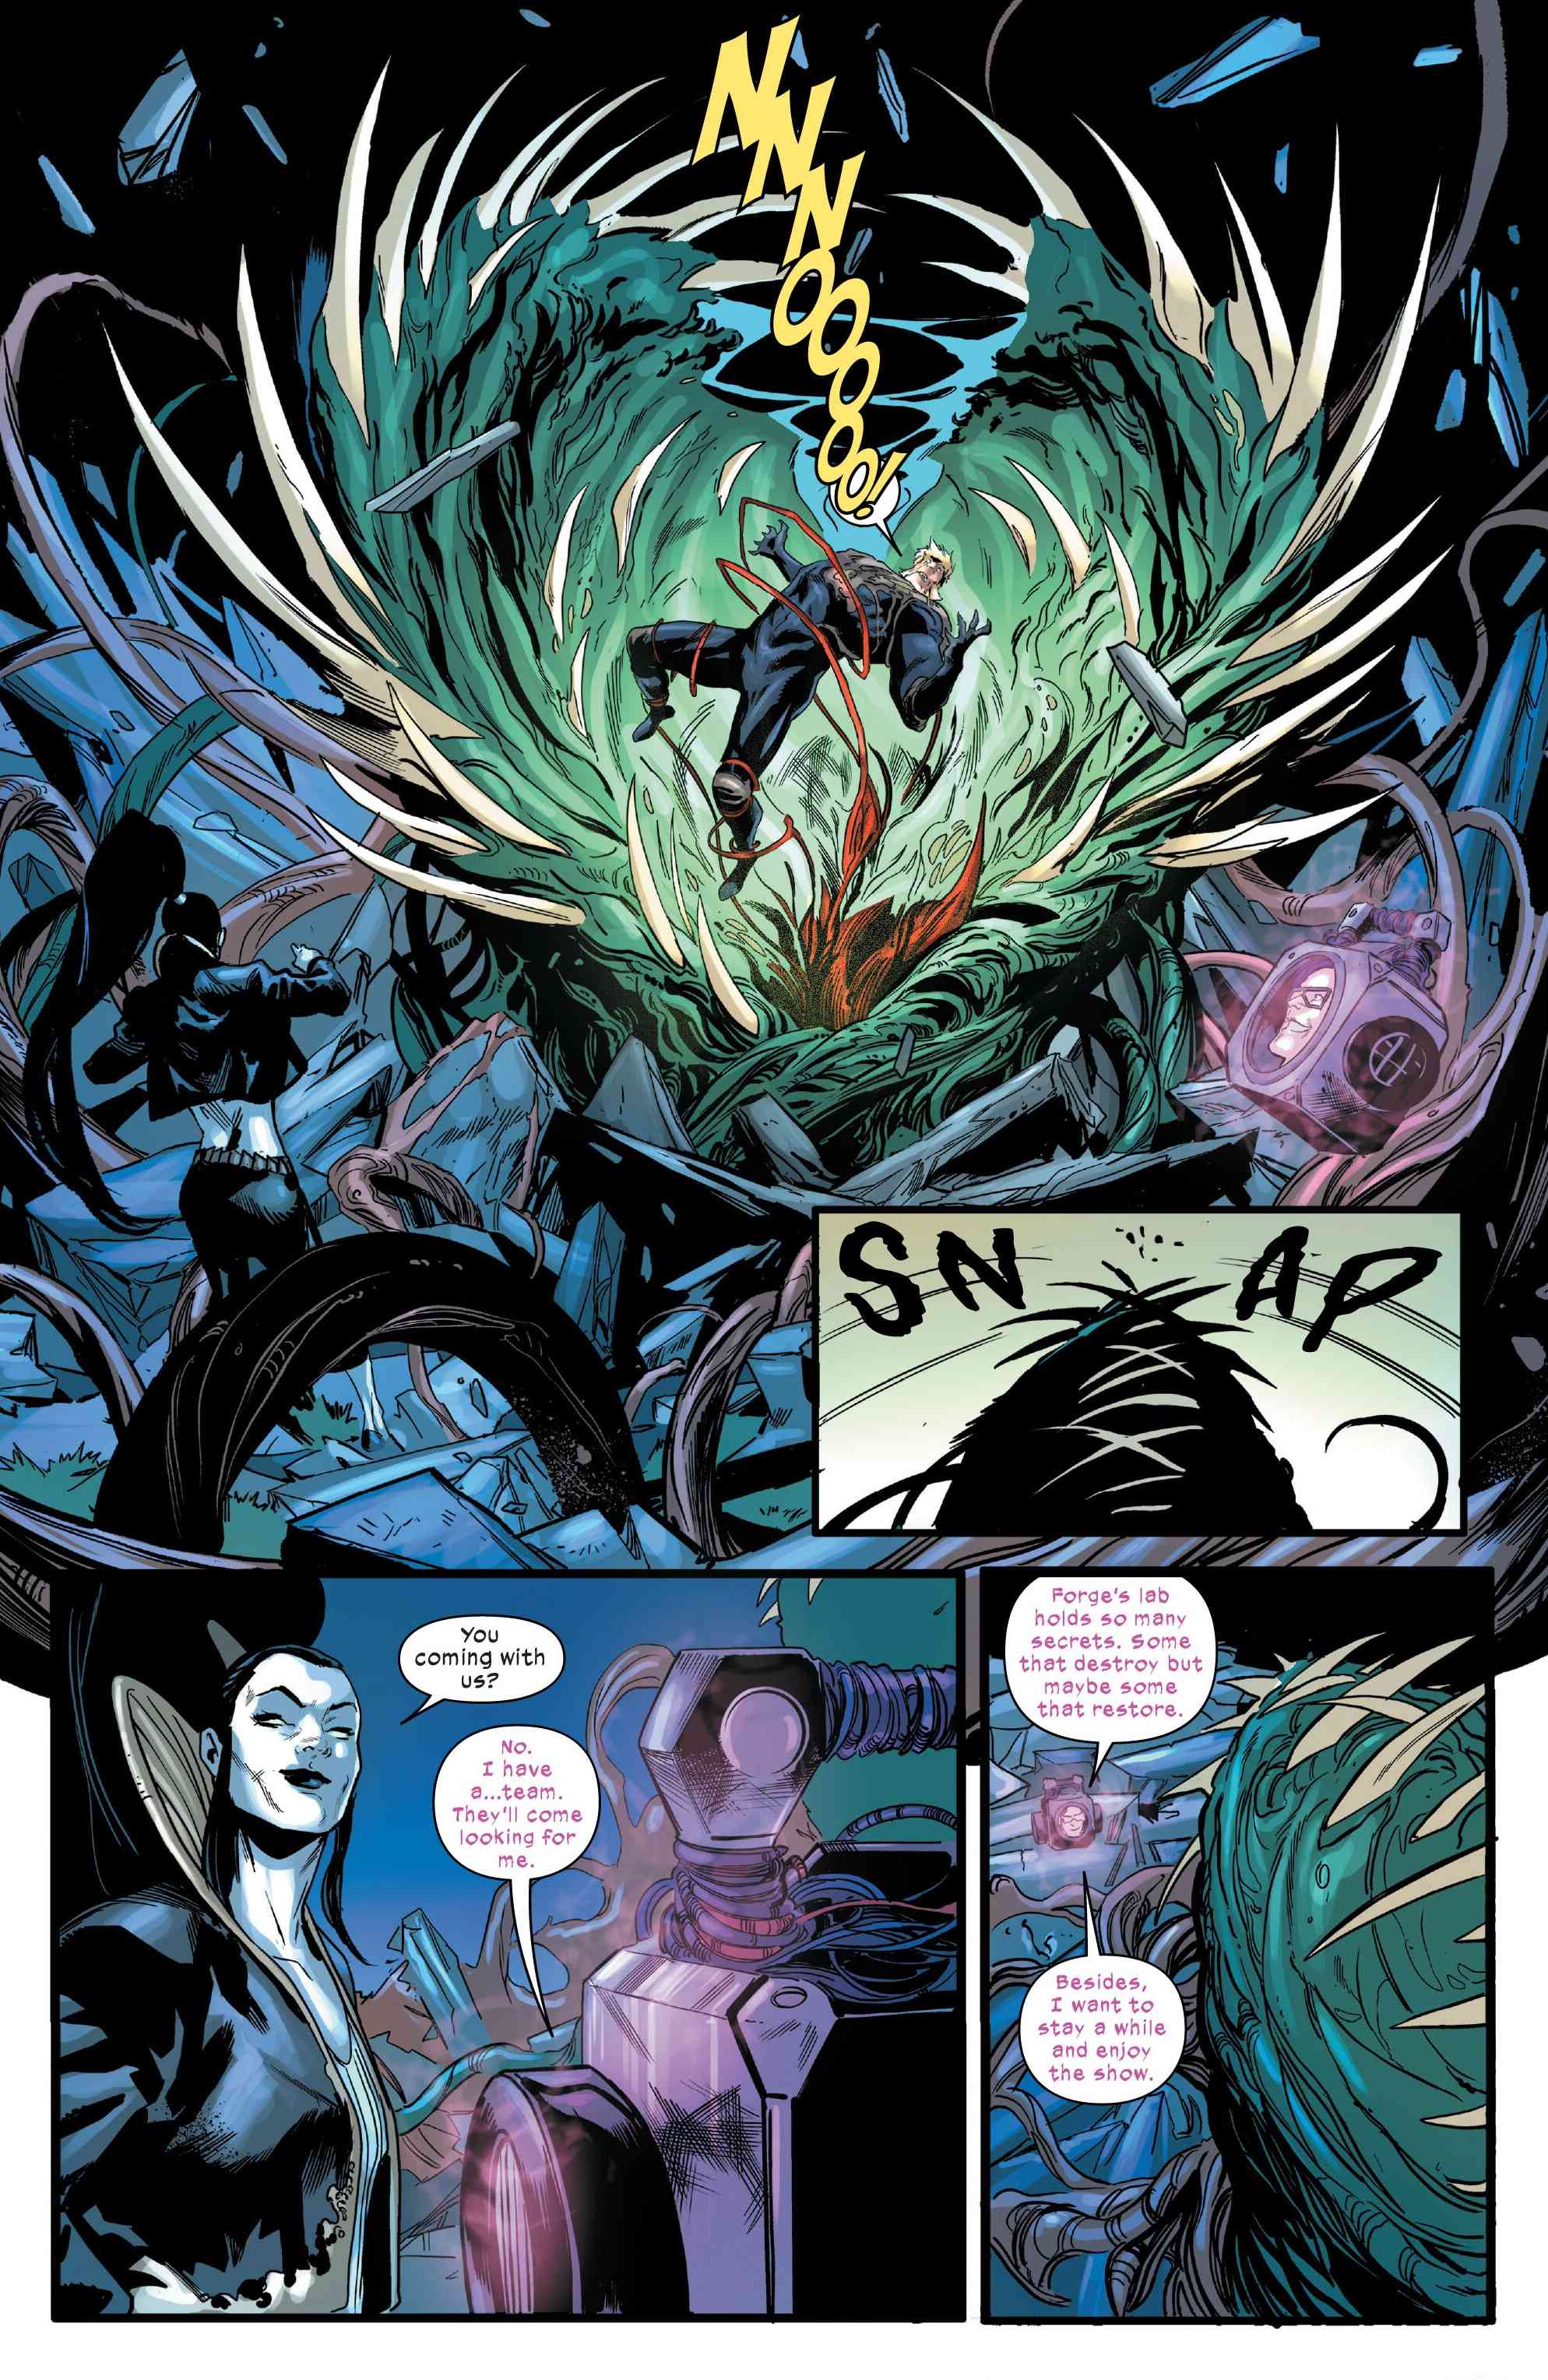 NNNOOOOOO!
SNAP
You
coming with
us?
No.
I have
a...team.
They'll come
looking for
me.
Forge's lab
holds so many
secrets. Some
that destroy but
maybe some
that restore.
Besides,
I want to
stay a while
and enjoy
the show.